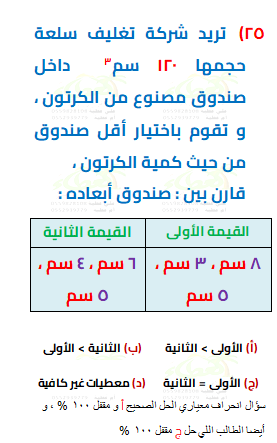 ٢٥) تريد شركة تغليف سلعة
حجمها ١٢٠ سم٣ داخل
صندوق مصنوع من الكرتون ،
و تقوم باختيار أقل صندوق
من حيث كمية الكرتون ،
قارن بين : صندوق أبعاده :
القيمة الأولى القيمة الثانية
٨ سم ، ٣ سم ، ٦ سم ، ٤ سم ،
٥ سم ٥ سم
(أ) الأولى > الثانية (ب) الثانية > الأولى
(ج) الأولى = الثانية (د) معطيات غير كافية
سؤال انحراف معياري الحل الصحيح أ و مقفل ١٠٠ % ، و
أيضا الطالب اللي حل ج مقفل ١٠٠ %